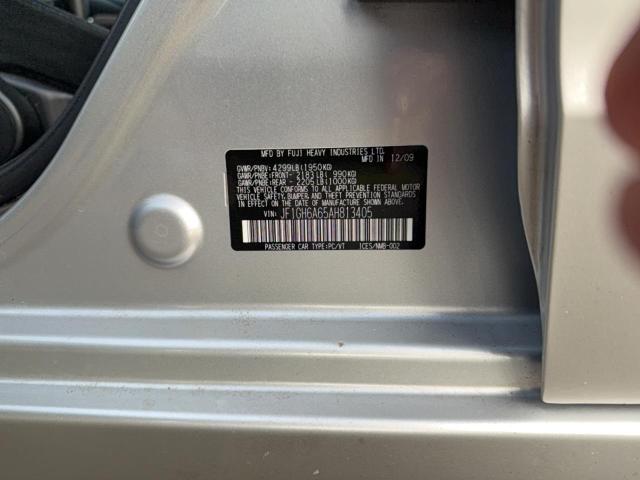 MFD BY FUJI HEAVY INDUSTRIES LTD.
MFD IN 12/09
GVWR/PNBV: 4299LB(1950KG)
GAWR/PNBE:FRONT- 2183LB( 990KG)
GAWR/PNBE:REAR - 2205LB(1000KG)
THIS VEHICLE CONFORMS TO ALL APPLICABLE FEDERAL MOTOR
VEHICLE SAFETY,BUMPER,AND THEFT PREVENTION STANDARDS
IN EFFECT ON THE DATE OF MANUFACTURE SHOWN ABOVE.
VIN: JF1GH6A65AH813405
PASSENGER CAR TYPE:PC/VT ICES/NMB-002